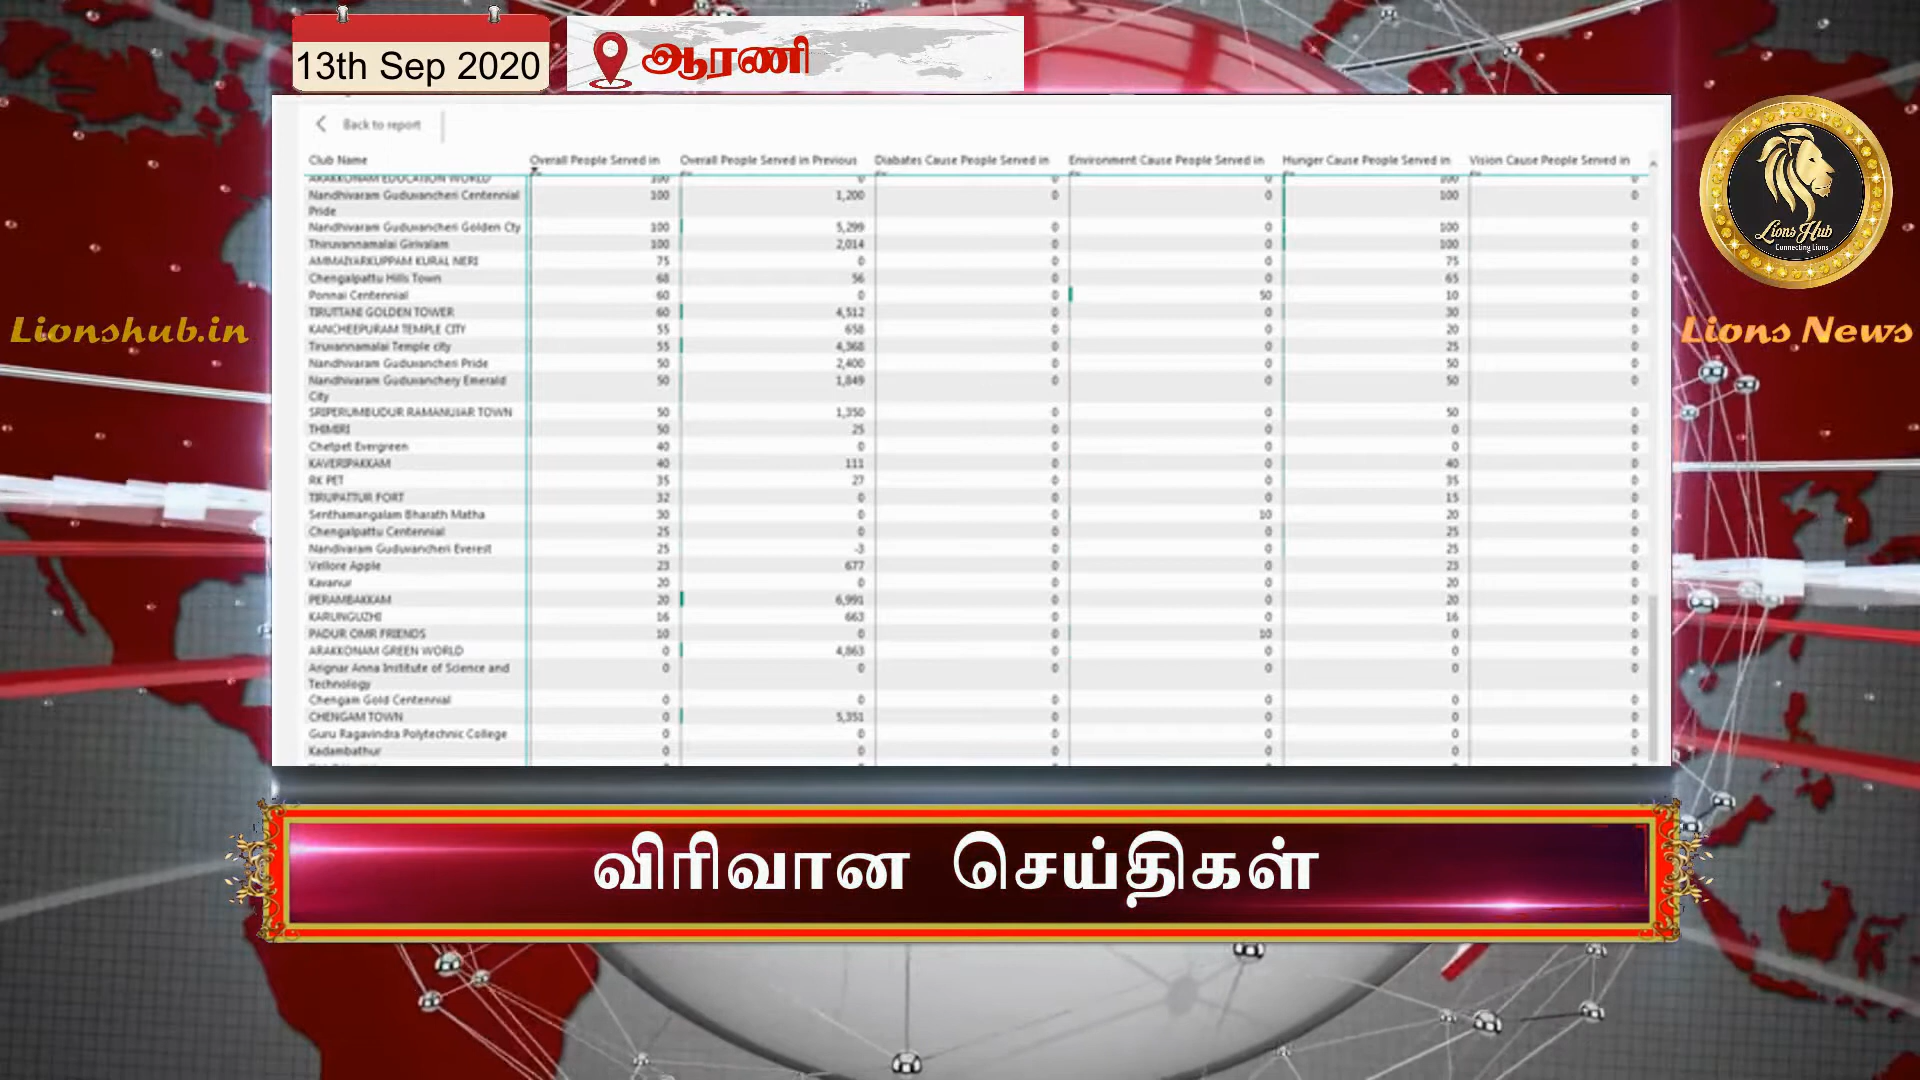 13th Sep 2020
ஆரணி
Back to report
Club Name Overall People Served in Overall People Served in Previous Diabates Cause People Served in Environment Cause People Served in Hunger Cause People Served in Vision Cause People Served in
ARAKKONAM EDUCATION WORLD 100 0 0 0 100 0
Nandhivaram Guduvancheri Centennial 100 1,200 0 0 100 0
Pride
Nandhivaram Guduvancheri Golden Cty 100 5,299 0 0 100 0
Thiruvannamalai Girivalam 100 2,014 0 0 100 0
AMMAIYARKUPPAM KURAL NERI 75 0 0 0 75 0
Chengalpattu Hills Town 68 56 0 0 65 0
Ponnai Centennial 60 0 0 50 10 0
TIRUTTANI GOLDEN TOWER 60 4,512 0 0 30 0
KANCHEEPURAM TEMPLE CITY 55 658 0 0 20 0
Tiruvannamalai Temple city 55 4,368 0 0 25 0
Nandhivaram Guduvancheri Pride 50 2,400 0 0 50 0
Nandhivaram Guduvanchery Emerald 50 1,849 0 0 50 0
City
SRIPERUMBUDUR RAMANUJAR TOWN 50 1,350 0 0 50 0
THIMIRI 50 25 0 0 0 0
Chetpet Evergreen 40 0 0 0 0 0
KAVERIPAKKAM 40 111 0 0 40 0
RK PET 35 27 0 0 35 0
TIRUPATTUR FORT 32 0 0 0 15 0
Senthamangalam Bharath Matha 30 0 0 10 20 0
Chengalpattu Centennial 25 0 0 0 25 0
Nandivaram Guduvancheri Everest 25 -3 0 0 25 0
Vellore Apple 23 677 0 0 23 0
Kavanur 20 0 0 0 20 0
PERAMBAKKAM 20 6,991 0 0 20 0
KARUNGUZHI 16 663 0 0 16 0
PADUR OMR FRIENDS 10 0 0 10 0 0
ARAKKONAM GREEN WORLD 0 4,863 0 0 0 0
Arignar Anna Institute of Science and 0 0 0 0 0 0
Technology
Chengam Gold Centennial 0 0 0 0 0 0
CHENGAM TOWN 0 5,351 0 0 0 0
Guru Ragavindra Polytechnic College 0 0 0 0 0 0
Kadambathur 0 0 0 0 0 0
Lions Hub
Connecting Lions
Lionshub.in
Lions News
விரிவான செய்திகள்